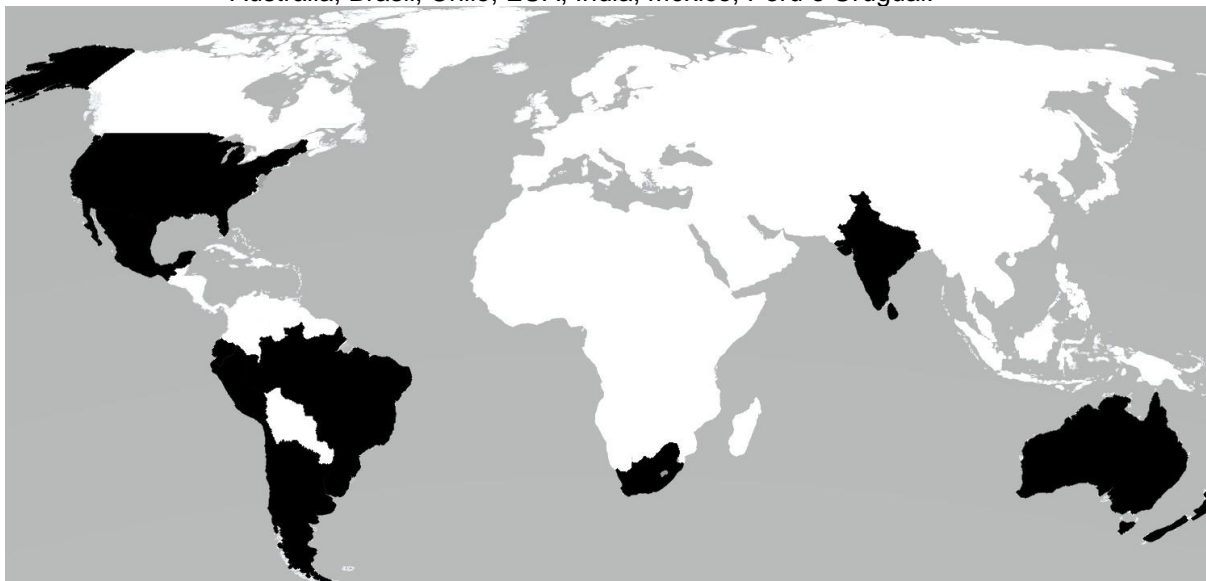 Austrália, Brasil, Chile, EUA, Índia, México, Peru e Uruguai.